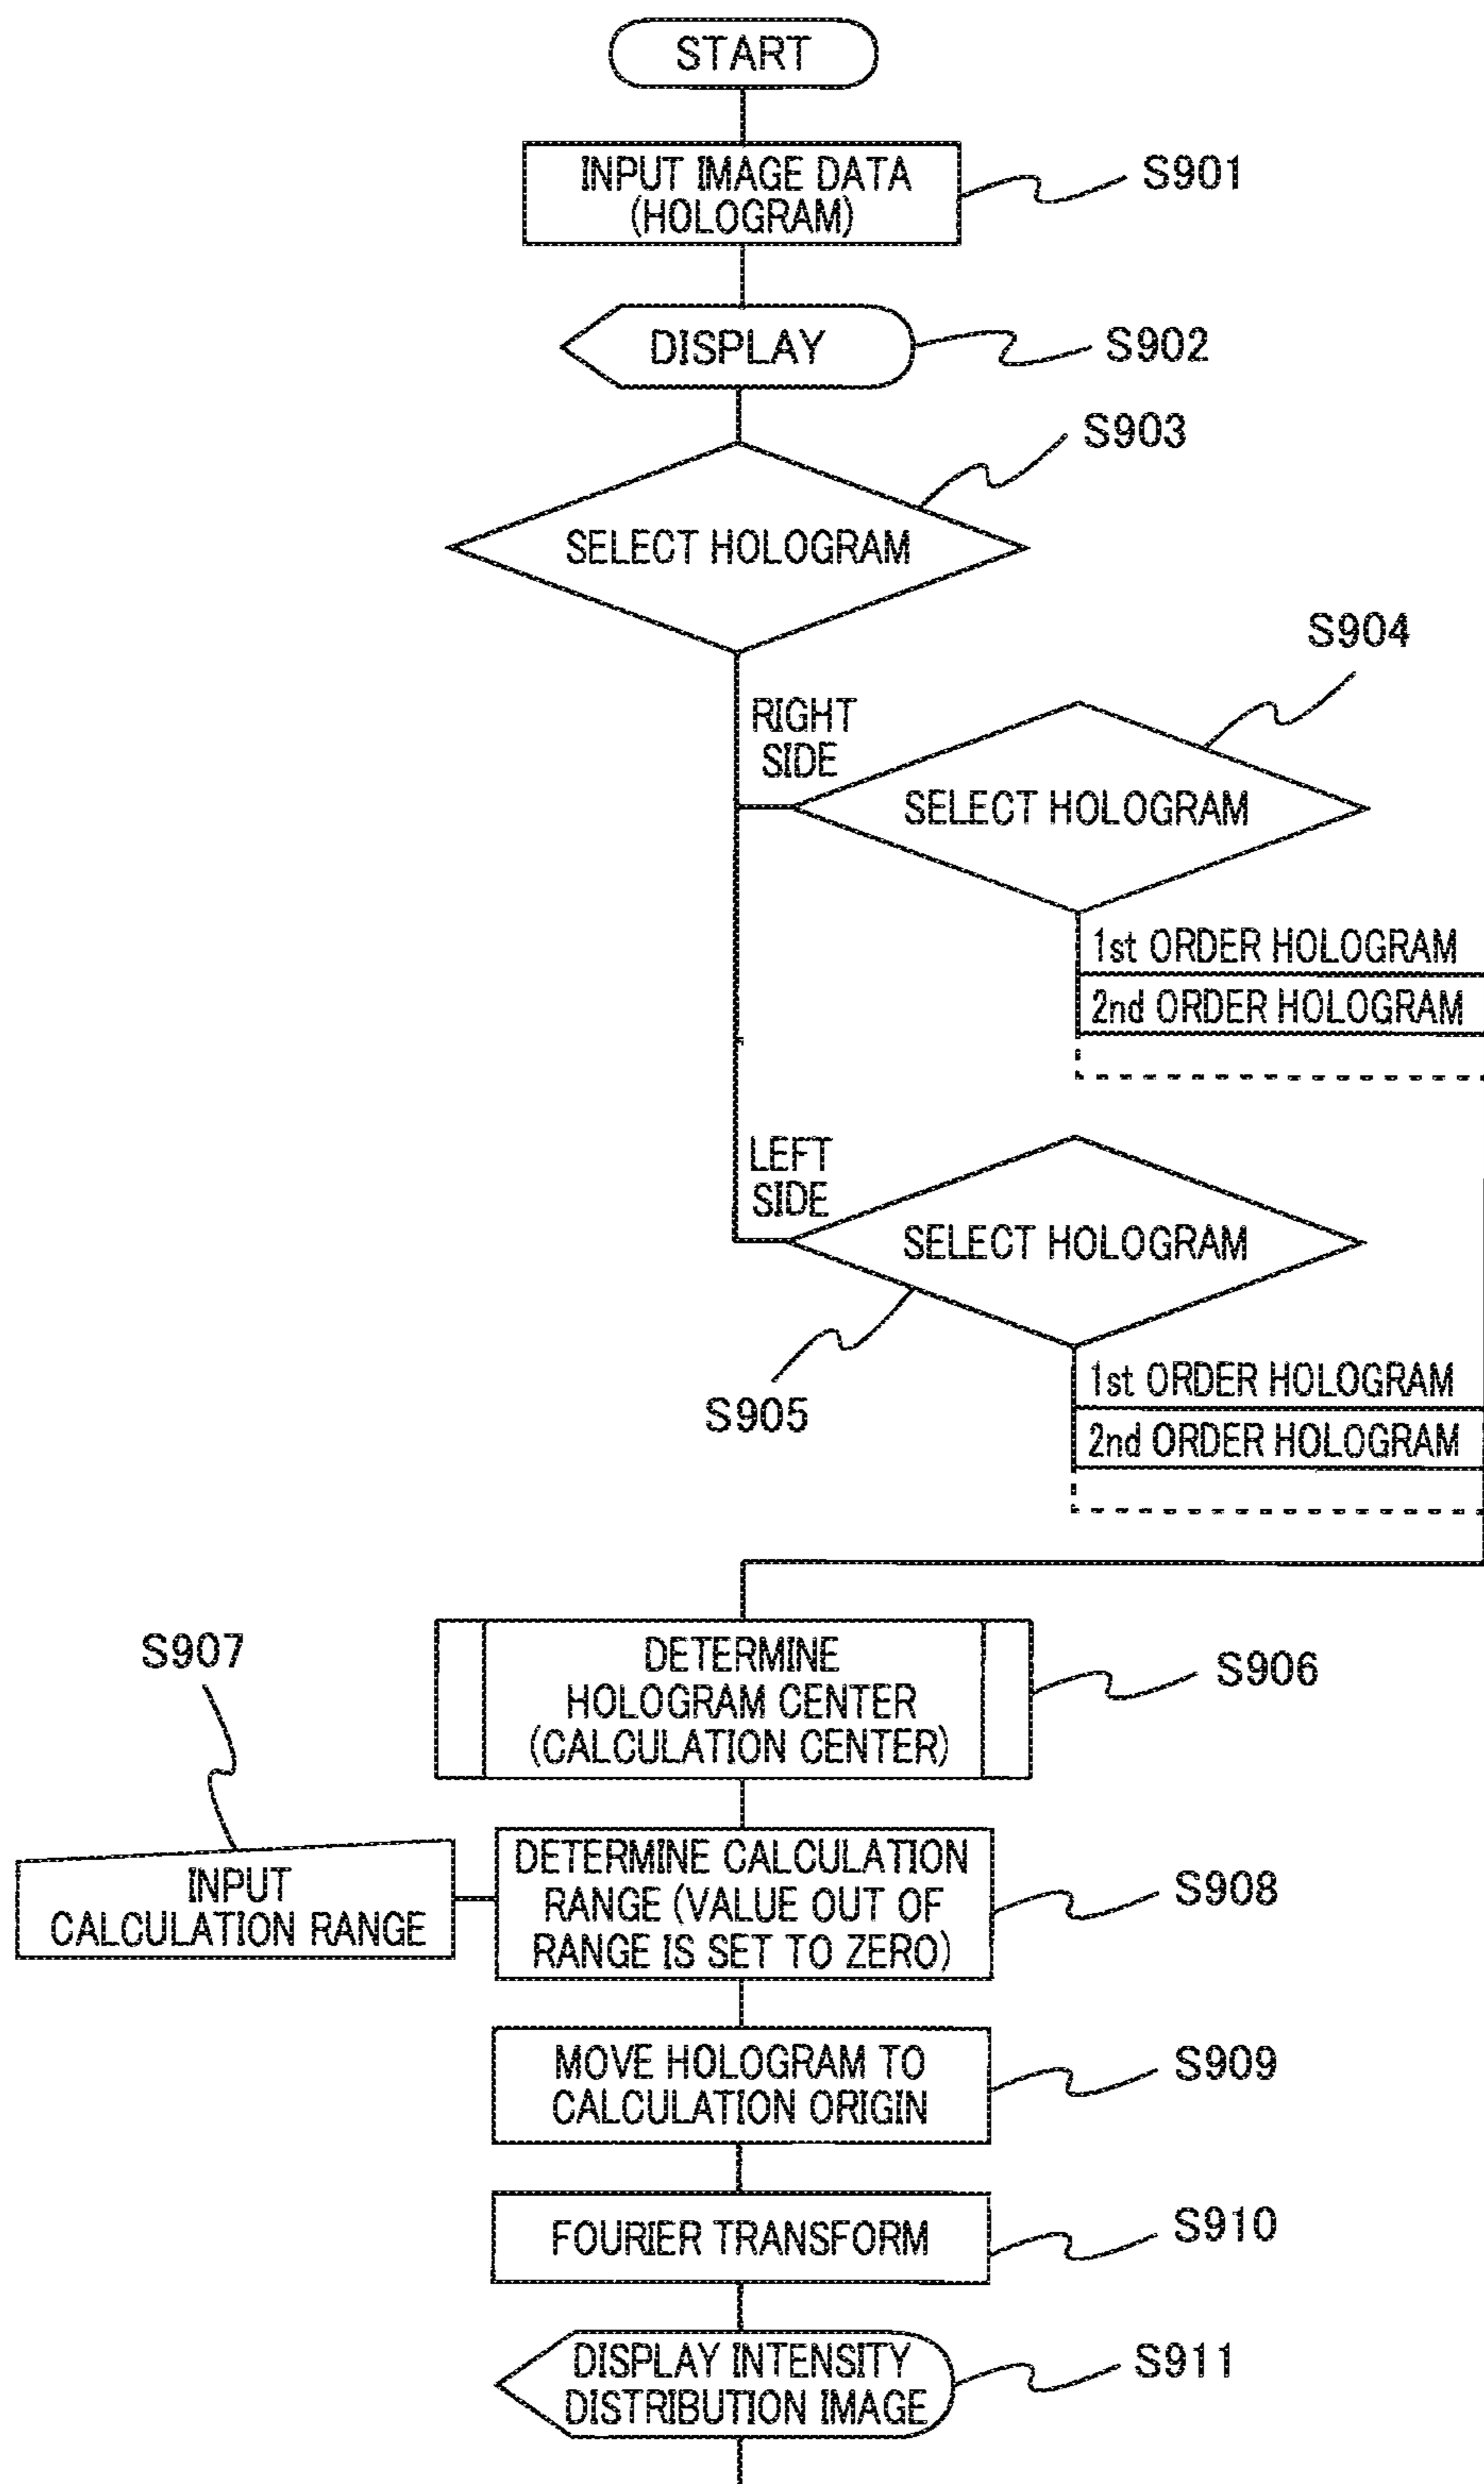 START
INPUT IMAGE DATA
(HOLOGRAM)
S901
DISPLAY
S902
S903
SELECT HOLOGRAM
S904
RIGHT
SIDE
SELECT HOLOGRAM
1st ORDER HOLOGRAM
2nd ORDER HOLOGRAM
LEFT
SIDE
SELECT HOLOGRAM
S905
1st ORDER HOLOGRAM
2nd ORDER HOLOGRAM
DETERMINE
HOLOGRAM CENTER
(CALCULATION CENTER)
S906
S907
INPUT
CALCULATION RANGE
DETERMINE CALCULATION
RANGE (VALUE OUT OF
RANGE IS SET TO ZERO)
S908
MOVE HOLOGRAM TO
CALCULATION ORIGIN
S909
FOURIER TRANSFORM
S910
DISPLAY INTENSITY
DISTRIBUTION IMAGE
S911